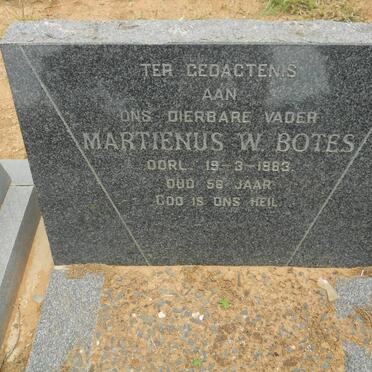 TER GEDACTENIS
AAN
ONS DIERBARE VADER
MARTIENUS W. BOTES
OORL. 19-3-1963.
OUD 56 JAAR
GOD IS ONS HEIL